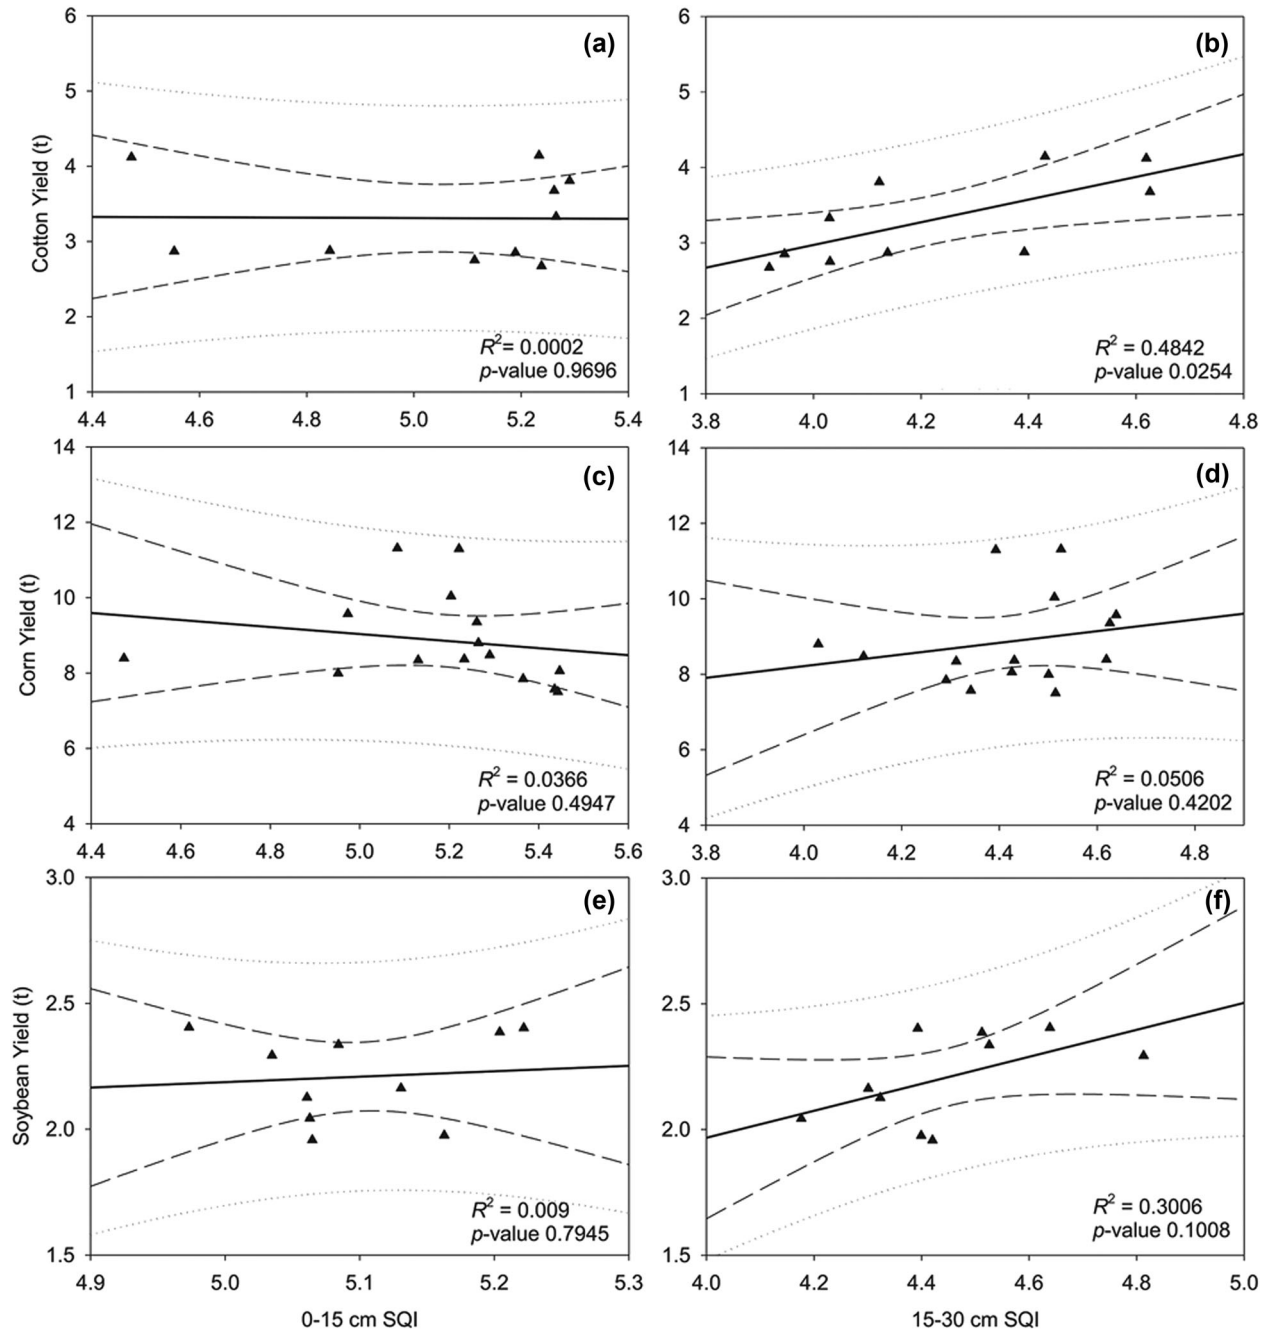 (a)
6
5
4
3
2
1
Cotton Yield (t)
R² = 0.0002
p-value 0.9696
4.4 4.6 4.8 5.0 5.2 5.4
(b)
6
5
4
3
2
1
R² = 0.4842
p-value 0.0254
3.8 4.0 4.2 4.4 4.6 4.8
(c)
14
12
10
8
6
4
Corn Yield (t)
R² = 0.0366
p-value 0.4947
4.4 4.6 4.8 5.0 5.2 5.4 5.6
(d)
14
12
10
8
6
4
R² = 0.0506
p-value 0.4202
3.8 4.0 4.2 4.4 4.6 4.8
(e)
3.0
2.5
2.0
1.5
Soybean Yield (t)
R² = 0.009
p-value 0.7945
4.9 5.0 5.1 5.2 5.3
0-15 cm SQI
(f)
3.0
2.5
2.0
1.5
R² = 0.3006
p-value 0.1008
4.0 4.2 4.4 4.6 4.8 5.0
15-30 cm SQI